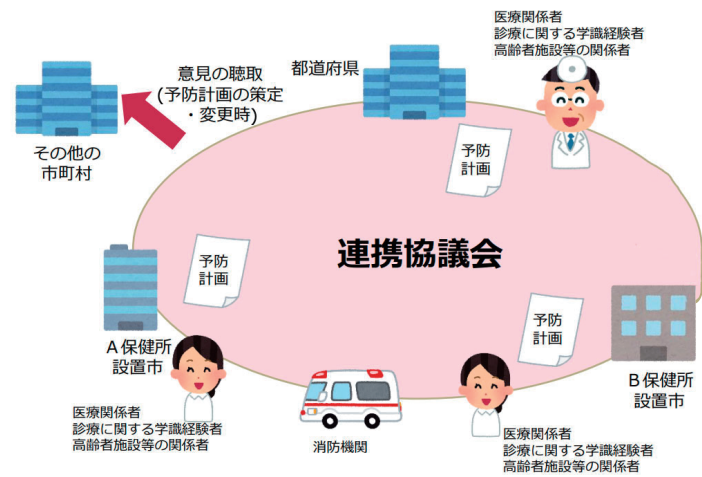 医療関係者
診療に関する学識経験者
高齢者施設等の関係者
都道府県
意見の聴取
(予防計画の策定
・変更時)
その他の
市町村
予防
計画
連携協議会
予防
計画
予防
計画
A保健所
設置市
B保健所
設置市
医療関係者
診療に関する学識経験者
高齢者施設等の関係者
消防機関
医療関係者
診療に関する学識経験者
高齢者施設等の関係者